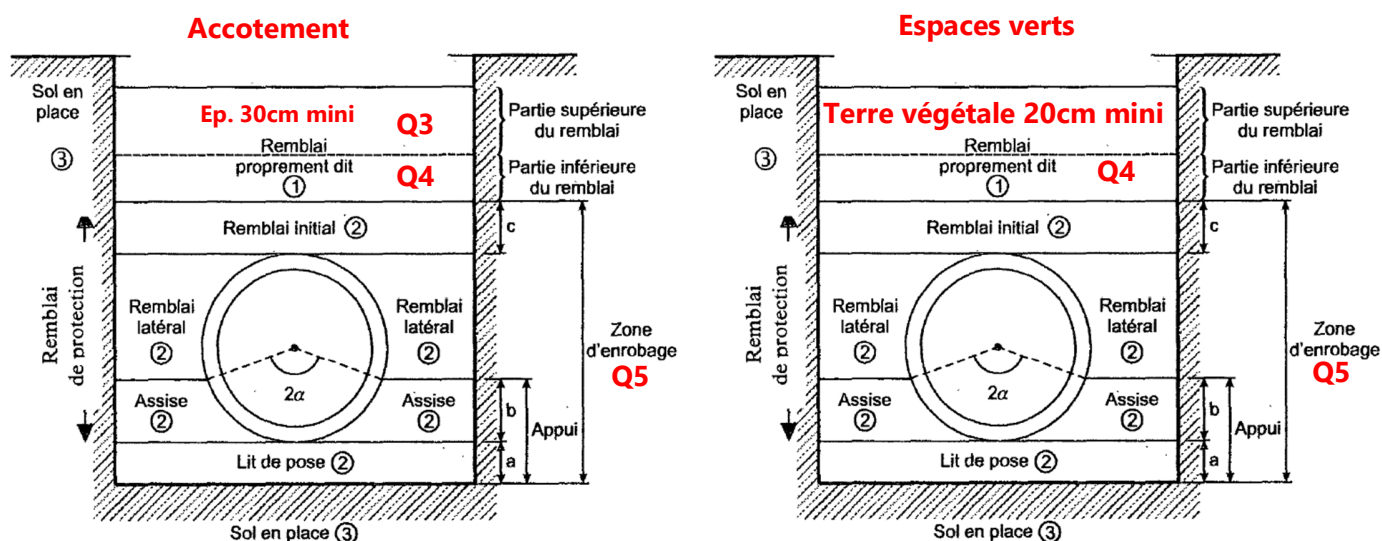 Accotement
Sol en
place
③
Ep. 30cm mini
Q3
Remblai
proprement dit
①
Q4
Partie supérieure
du remblai
Partie inférieure
du remblai
Remblai initial ②
c
Remblai
de protection
Remblai
latéral
②
Remblai
latéral
②
Zone
d'enrobage
Q5
2α
Assise
②
Assise
②
b
Appui
Lit de pose ②
a
Sol en place ③
Espaces verts
Sol en
place
③
Terre végétale 20cm mini
Remblai
proprement dit
①
Q4
Partie supérieure
du remblai
Partie inférieure
du remblai
Remblai initial ②
c
Remblai
de protection
Remblai
latéral
②
Remblai
latéral
②
Zone
d'enrobage
Q5
2α
Assise
②
Assise
②
b
Appui
Lit de pose ②
a
Sol en place ③